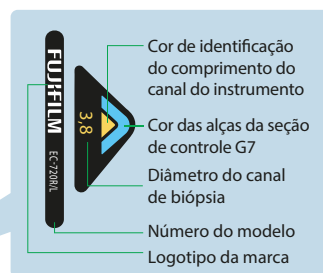 FUJIFILM
EC-720R/L
3,8
Cor de identificação
do comprimento do
canal do instrumento
Cor das alças da seção
de controle G7
Diâmetro do canal
de biópsia
Número do modelo
Logotipo da marca